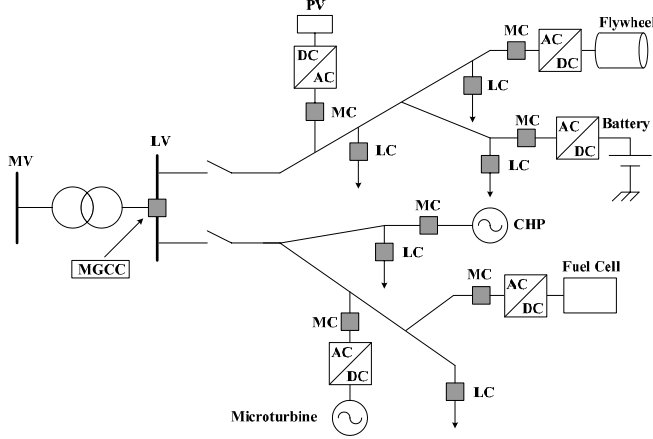 PV
DC
AC
MC
LC
MC
AC
DC
Flywheel
LC
MC
AC
DC
Battery
LC
MV
LV
MGCC
MC
CHP
LC
MC
AC
DC
Fuel Cell
MC
AC
DC
Microturbine
LC